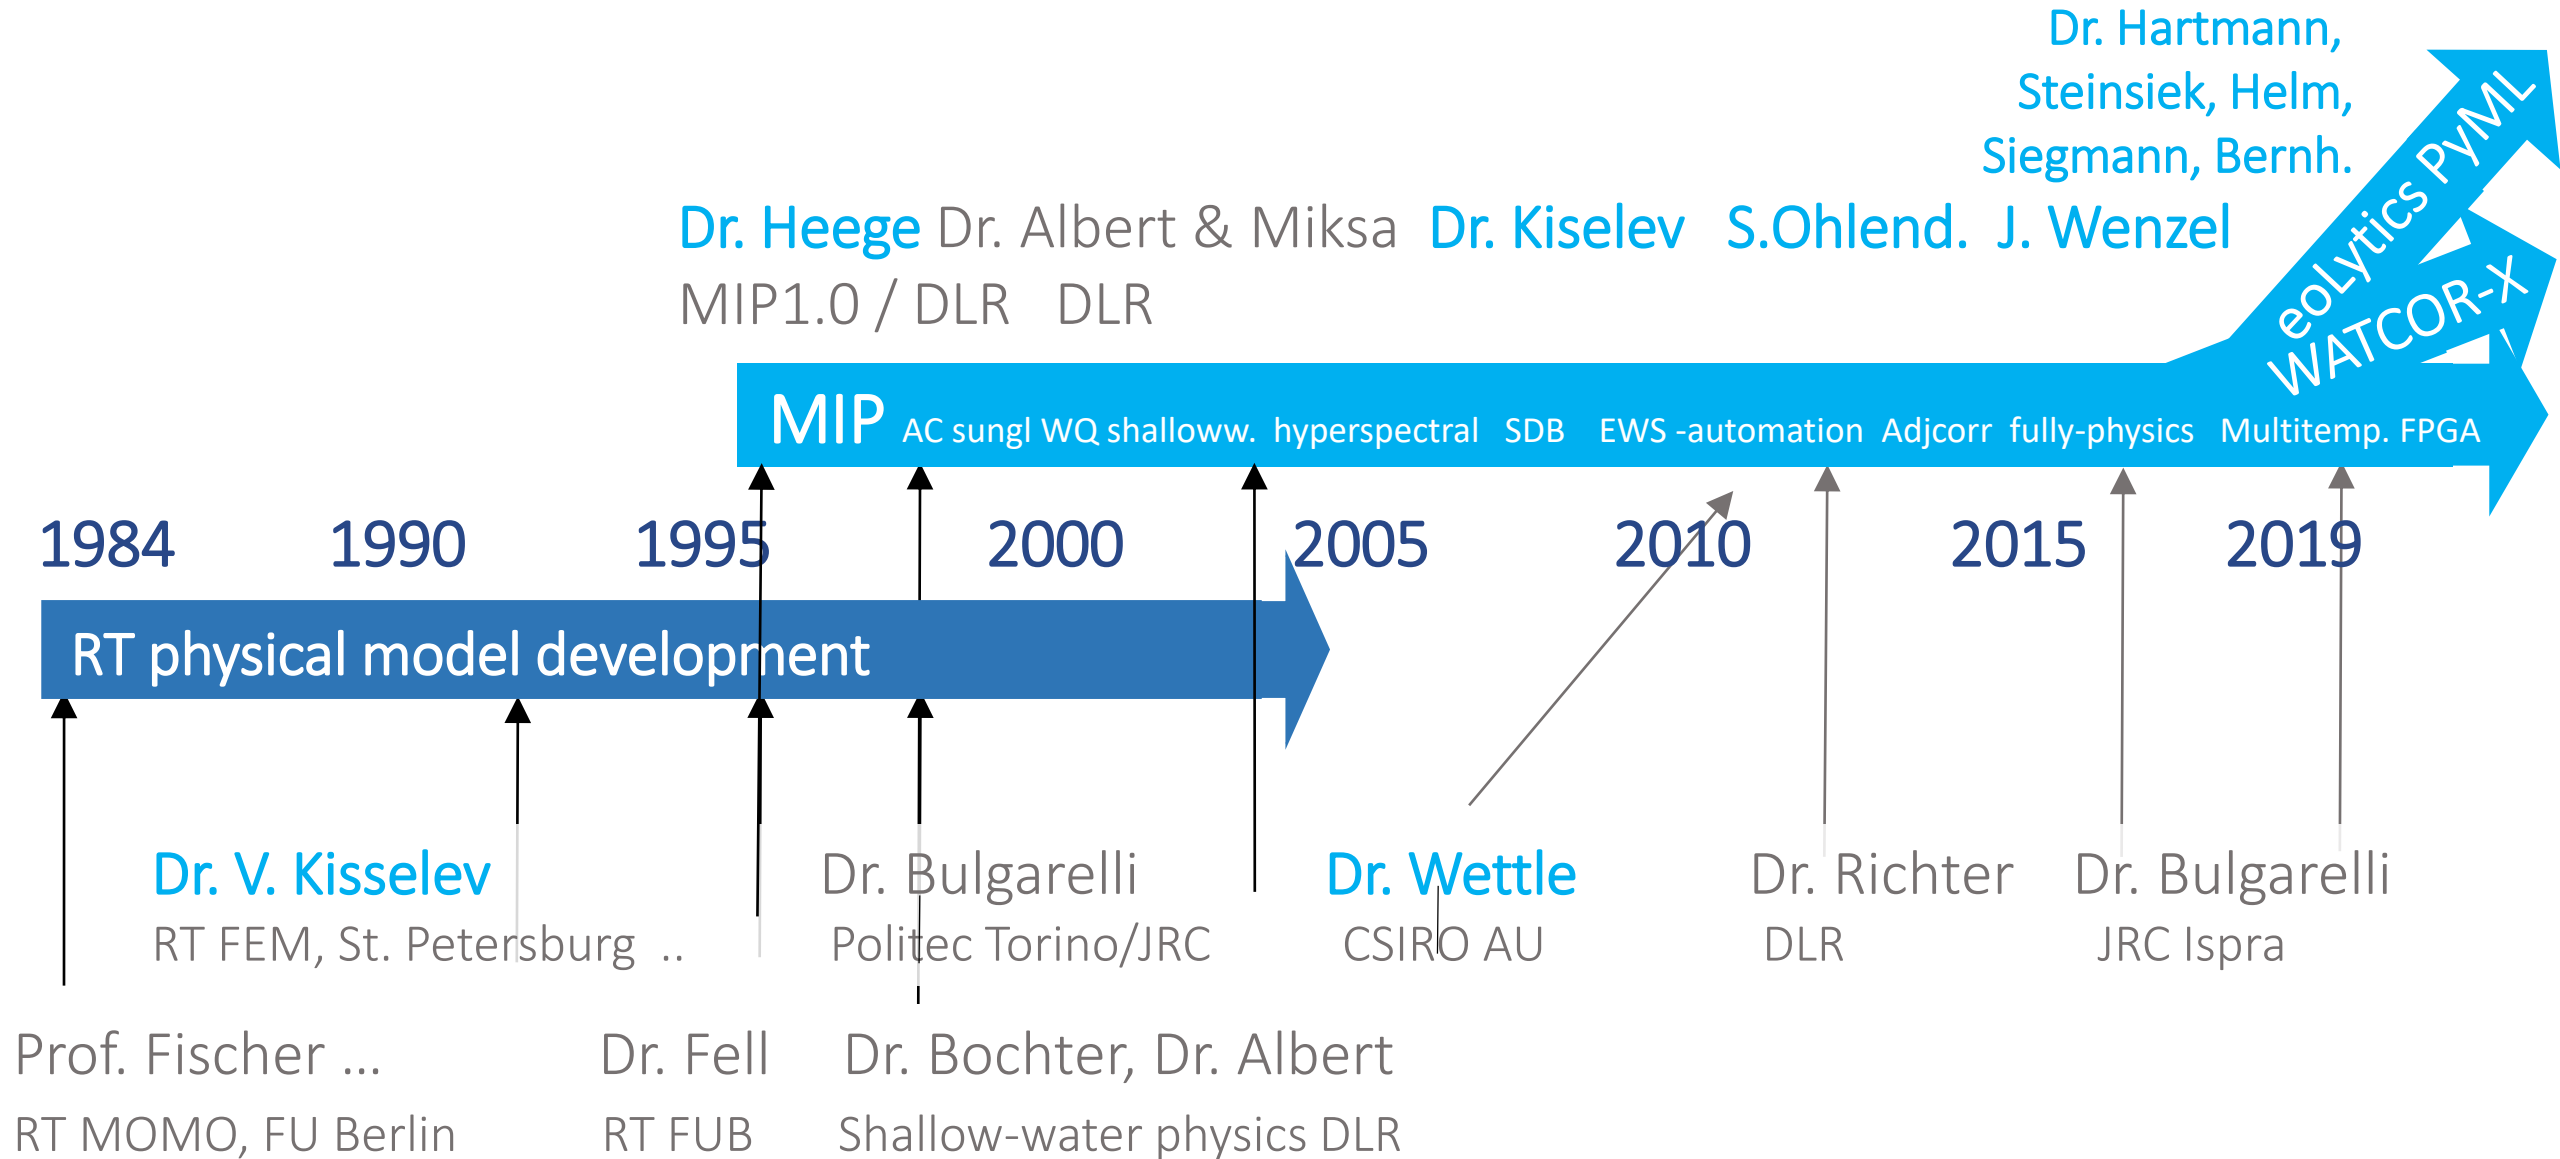 Dr. Hartmann,
Steinsiek, Helm,
Siegmann, Bernh.
Dr. Heege Dr. Albert & Miksa Dr. Kiselev S.Ohlend. J. Wenzel
MIP1.0 / DLR DLR
eoLytics PyML
WATCOR-X
MIP AC sungl WQ shalloww. hyperspectral SDB EWS -automation Adjcorr fully-physics Multitemp. FPGA
1984 1990 1995 2000 2005 2010 2015 2019
RT physical model development
Dr. V. Kisselev Dr. Bulgarelli Dr. Wettle Dr. Richter Dr. Bulgarelli
RT FEM, St. Petersburg .. Politec Torino/JRC CSIRO AU DLR JRC Ispra
Prof. Fischer ... Dr. Fell Dr. Bochter, Dr. Albert
RT MOMO, FU Berlin RT FUB Shallow-water physics DLR